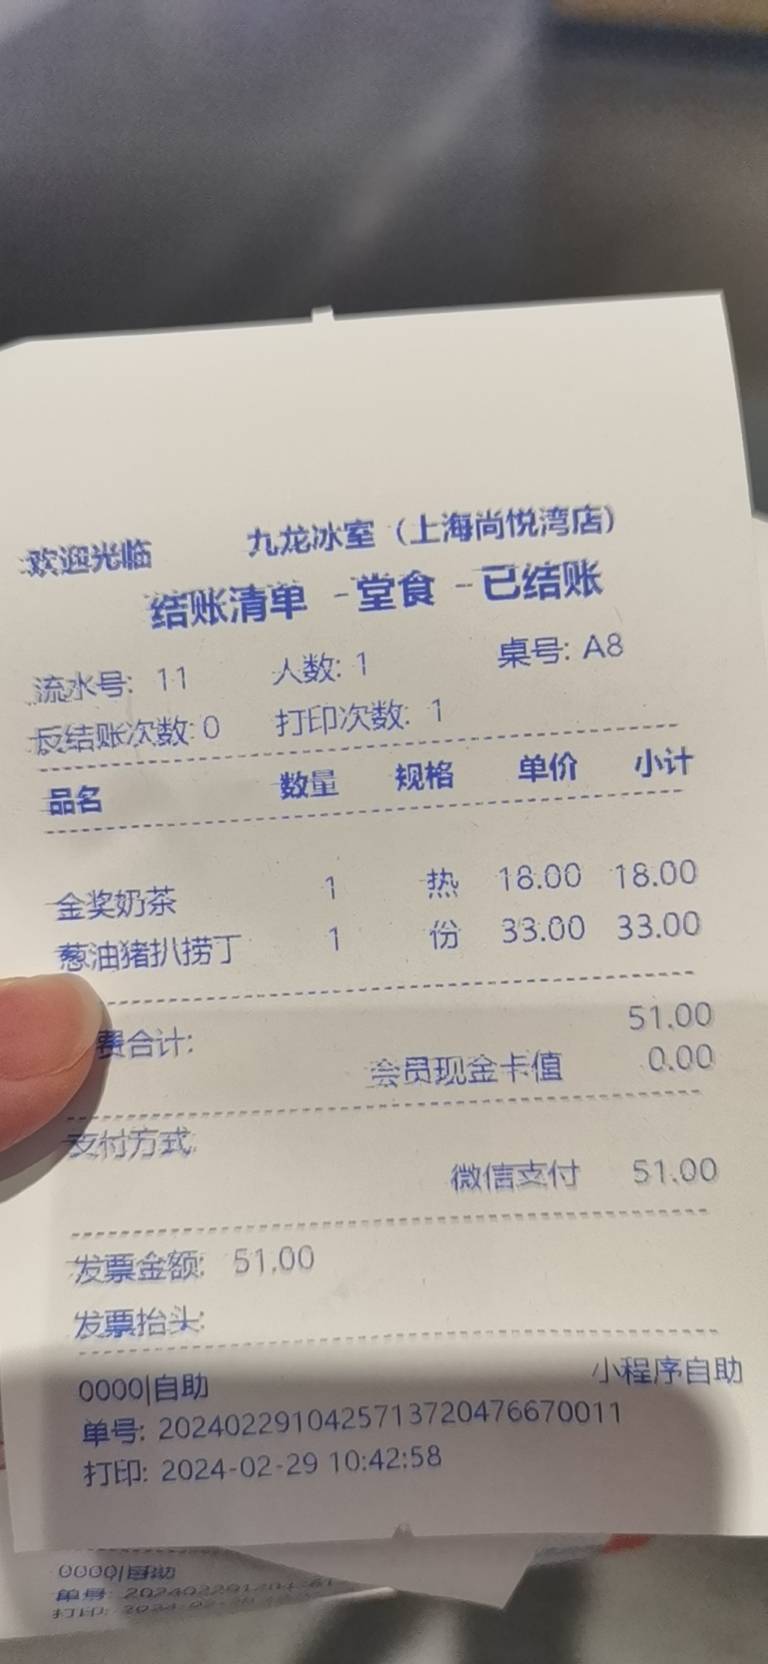 欢迎光临 九龙冰室（上海尚悦湾店）
结账清单 -堂食 -已结账
流水号: 11 人数: 1 桌号: A8
反结账次数: 0 打印次数: 1
品名 数量 规格 单价 小计
金奖奶茶 1 热 18.00 18.00
葱油猪扒捞丁 1 份 33.00 33.00
费合计: 51.00
会员现金卡值 0.00
支付方式:
微信支付 51.00
发票金额: 51.00
发票抬头:
0000|自助 小程序自助
单号: 2024022910425713720476670011
打印: 2024-02-29 10:42:58
0000|自助
单号:
打印: